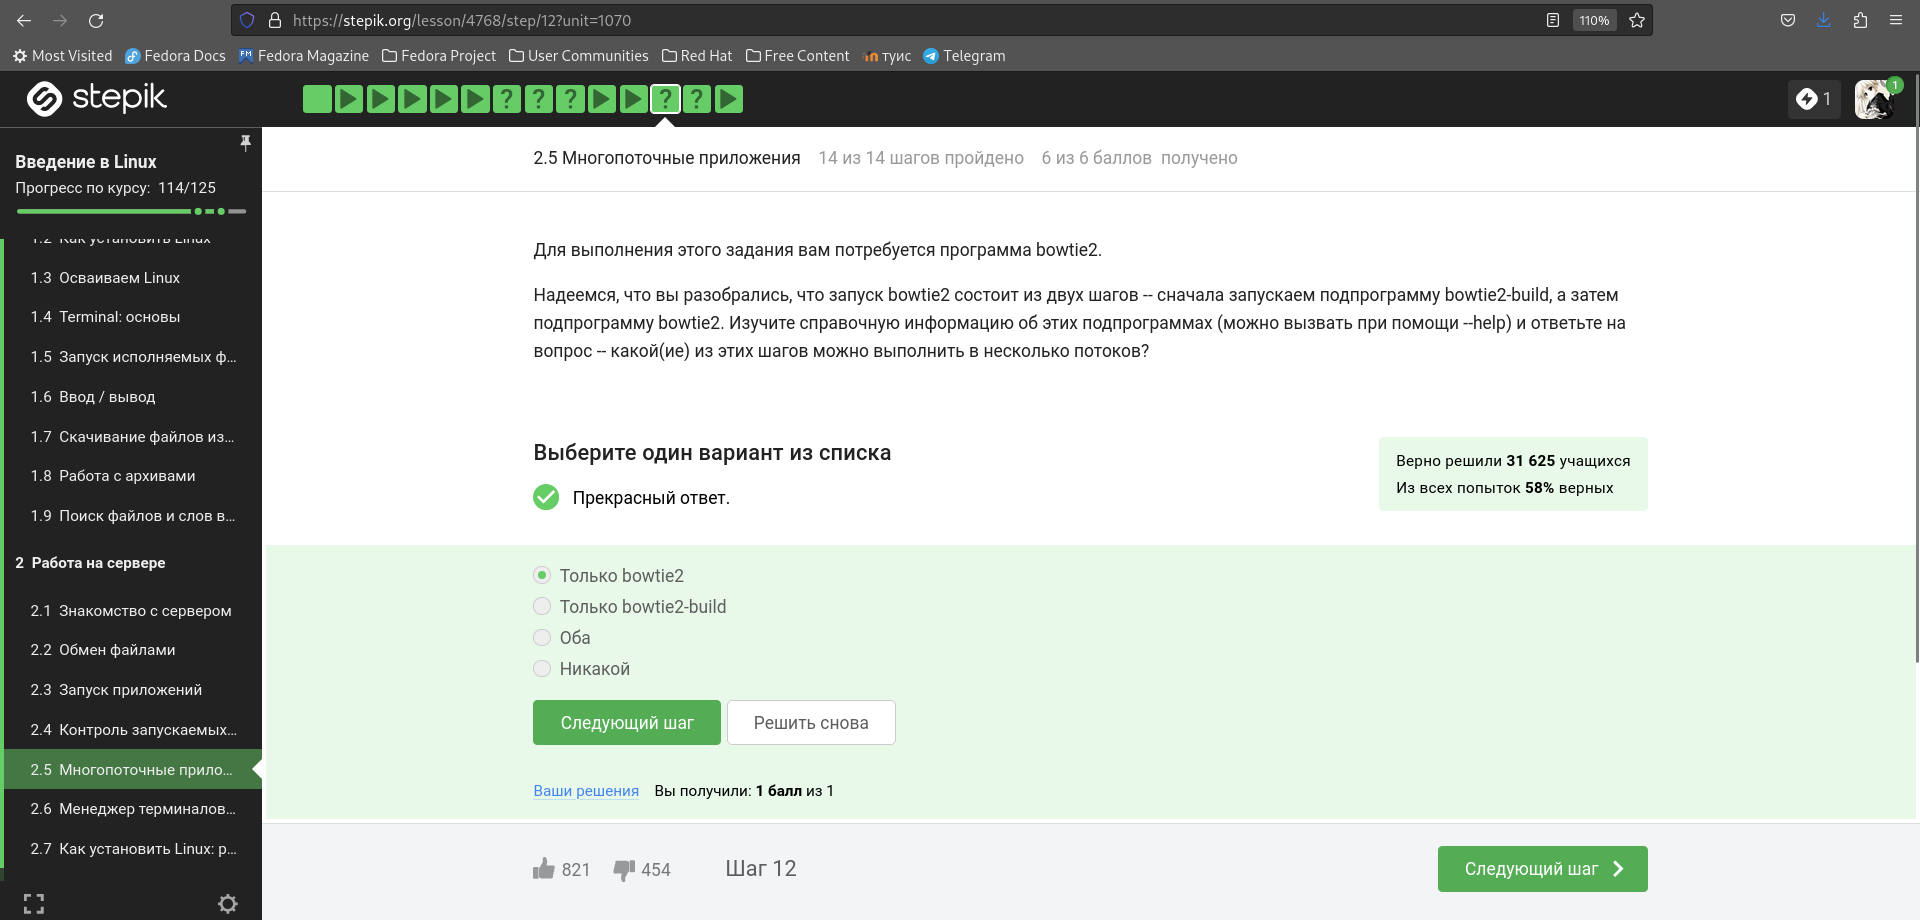 https://stepik.org/lesson/4768/step/12?unit=1070
110%
Most Visited Fedora Docs Fedora Magazine Fedora Project User Communities Red Hat Free Content туис Telegram
stepik
? ? ? ? ?
1
1
Введение в Linux
Прогресс по курсу: 114/125
1.2 Как установить Linux
1.3 Осваиваем Linux
1.4 Terminal: основы
1.5 Запуск исполняемых ф...
1.6 Ввод / вывод
1.7 Скачивание файлов из...
1.8 Работа с архивами
1.9 Поиск файлов и слов в...
2 Работа на сервере
2.1 Знакомство с сервером
2.2 Обмен файлами
2.3 Запуск приложений
2.4 Контроль запускаемых...
2.5 Многопоточные прило...
2.6 Менеджер терминалов...
2.7 Как установить Linux: р...
2.5 Многопоточные приложения 14 из 14 шагов пройдено 6 из 6 баллов получено
Для выполнения этого задания вам потребуется программа bowtie2.
Надеемся, что вы разобрались, что запуск bowtie2 состоит из двух шагов -- сначала запускаем подпрограмму bowtie2-build, а затем
подпрограмму bowtie2. Изучите справочную информацию об этих подпрограммах (можно вызвать при помощи --help) и ответьте на
вопрос -- какой(ие) из этих шагов можно выполнить в несколько потоков?
Выберите один вариант из списка
Прекрасный ответ.
Верно решили 31 625 учащихся
Из всех попыток 58% верных
Только bowtie2
Только bowtie2-build
Оба
Никакой
Следующий шаг Решить снова
Ваши решения Вы получили: 1 балл из 1
821 454 Шаг 12 Следующий шаг